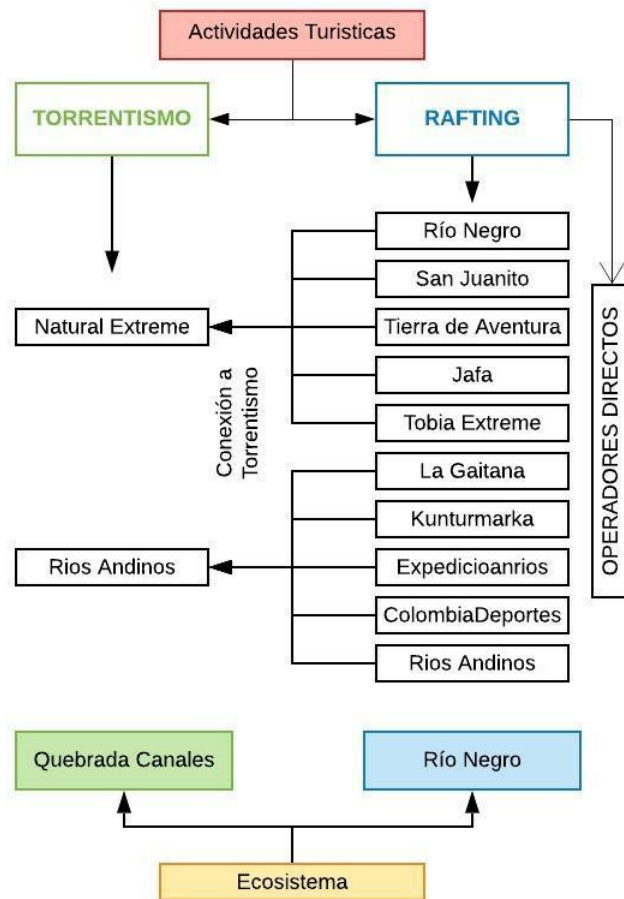 Actividades Turisticas
TORRENTISMO
RAFTING
Río Negro
San Juanito
Natural Extreme
Tierra de Aventura
Jafa
Tobia Extreme
Conexión a
Torrentismo
La Gaitana
Kunturmarka
Rios Andinos
Expedicioanrios
ColombiaDeportes
Rios Andinos
OPERADORES DIRECTOS
Quebrada Canales
Río Negro
Ecosistema